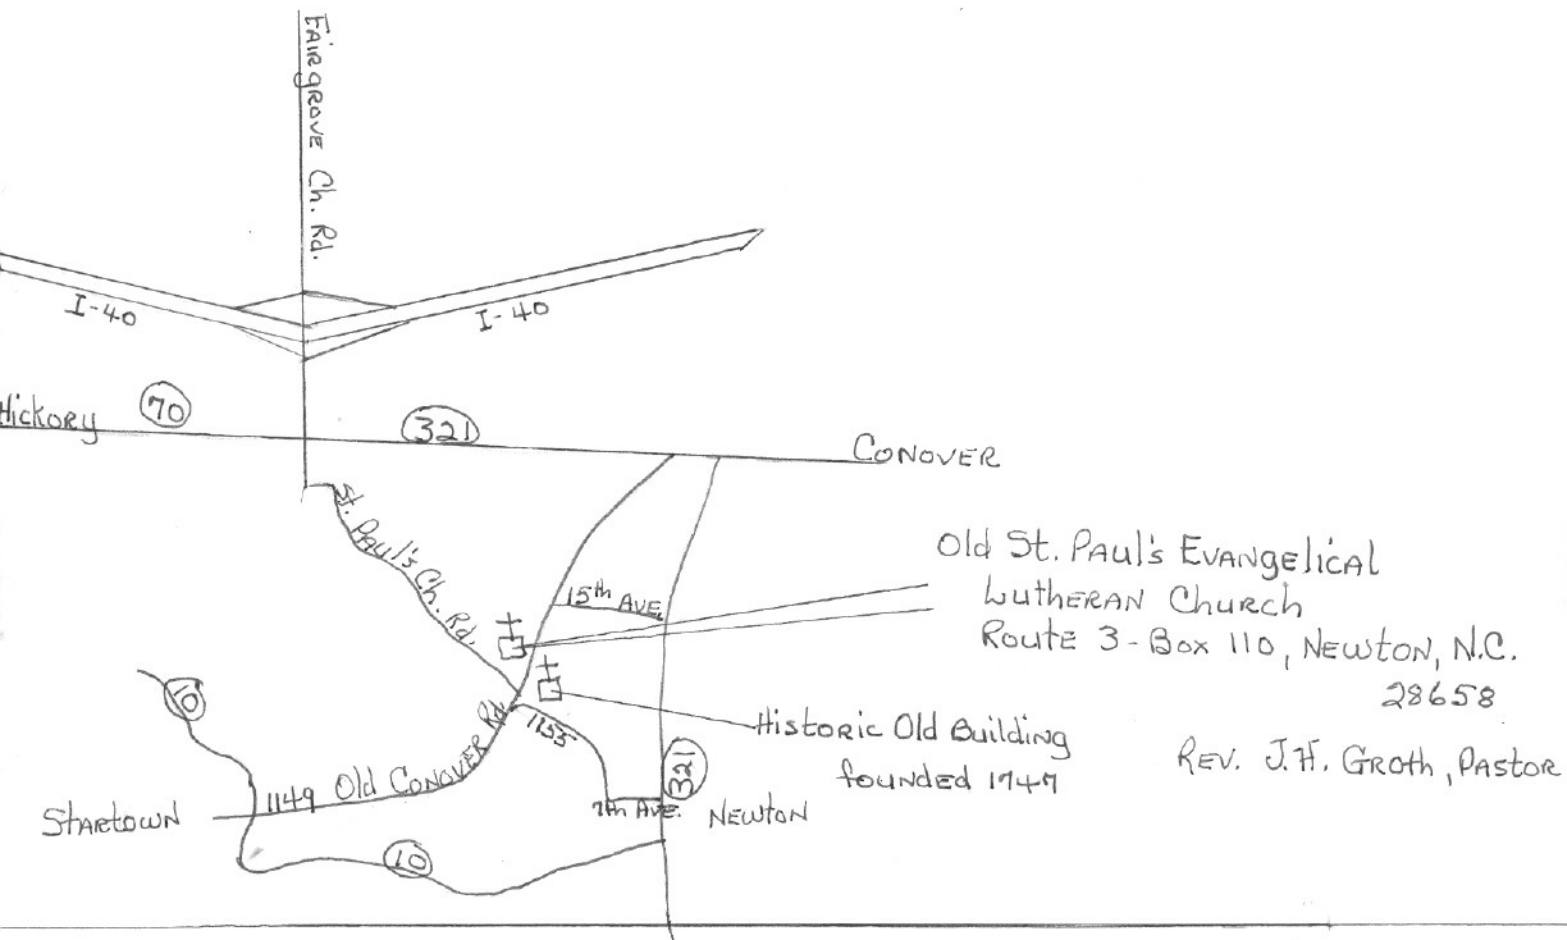 FAIRGROVE Ch. Rd.
I-40
I-40
Hickory
70
321
CONOVER
St. PAul's Ch. Rd.
15th AVE.
Old St. PAul's EVANgElicAl
LuthERAN Church
RoutE 3-Box 110, NEWtoN, N.C.
28658
HistoRic Old Building
founded 1747
REV. J.H. GRoth, PAStoR
10
1155
321
1149 Old CoNOVER Rd.
StARtowN
7th AVE.
NEWtoN
10